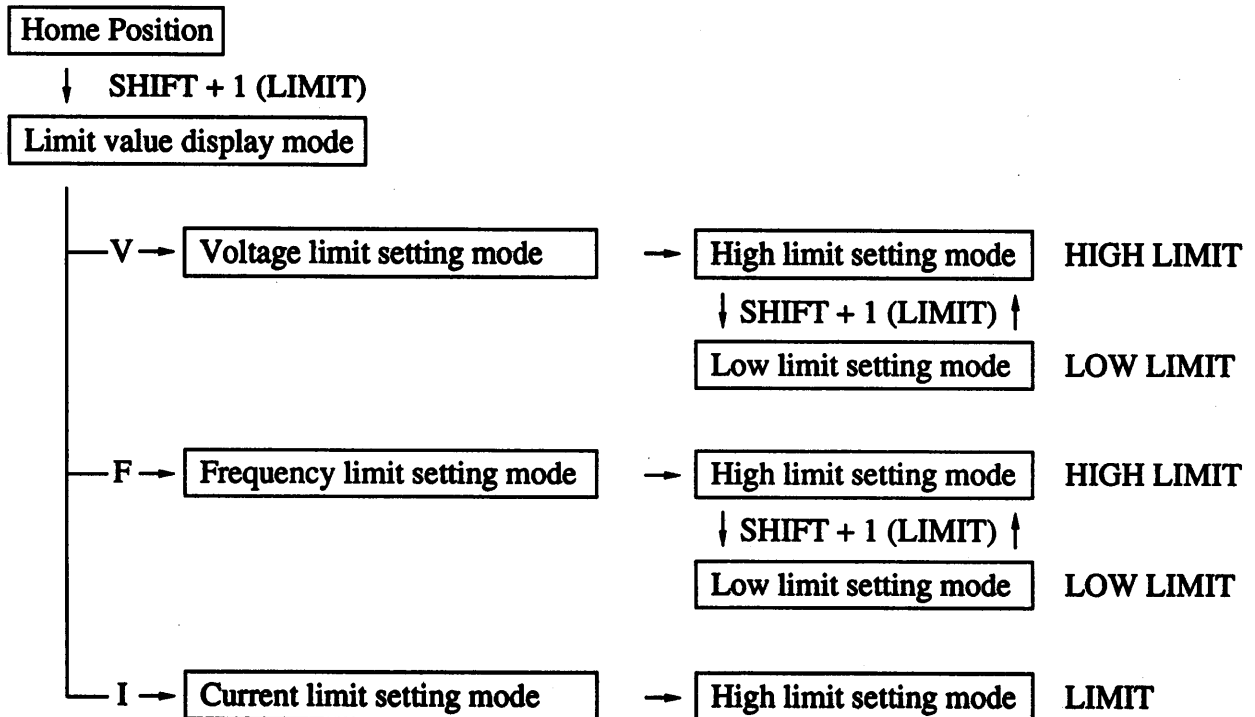 Home Position
↓ SHIFT + 1 (LIMIT)
Limit value display mode
V → Voltage limit setting mode → High limit setting mode HIGH LIMIT
↓ SHIFT + 1 (LIMIT) ↑
Low limit setting mode LOW LIMIT
F → Frequency limit setting mode → High limit setting mode HIGH LIMIT
↓ SHIFT + 1 (LIMIT) ↑
Low limit setting mode LOW LIMIT
I → Current limit setting mode → High limit setting mode LIMIT